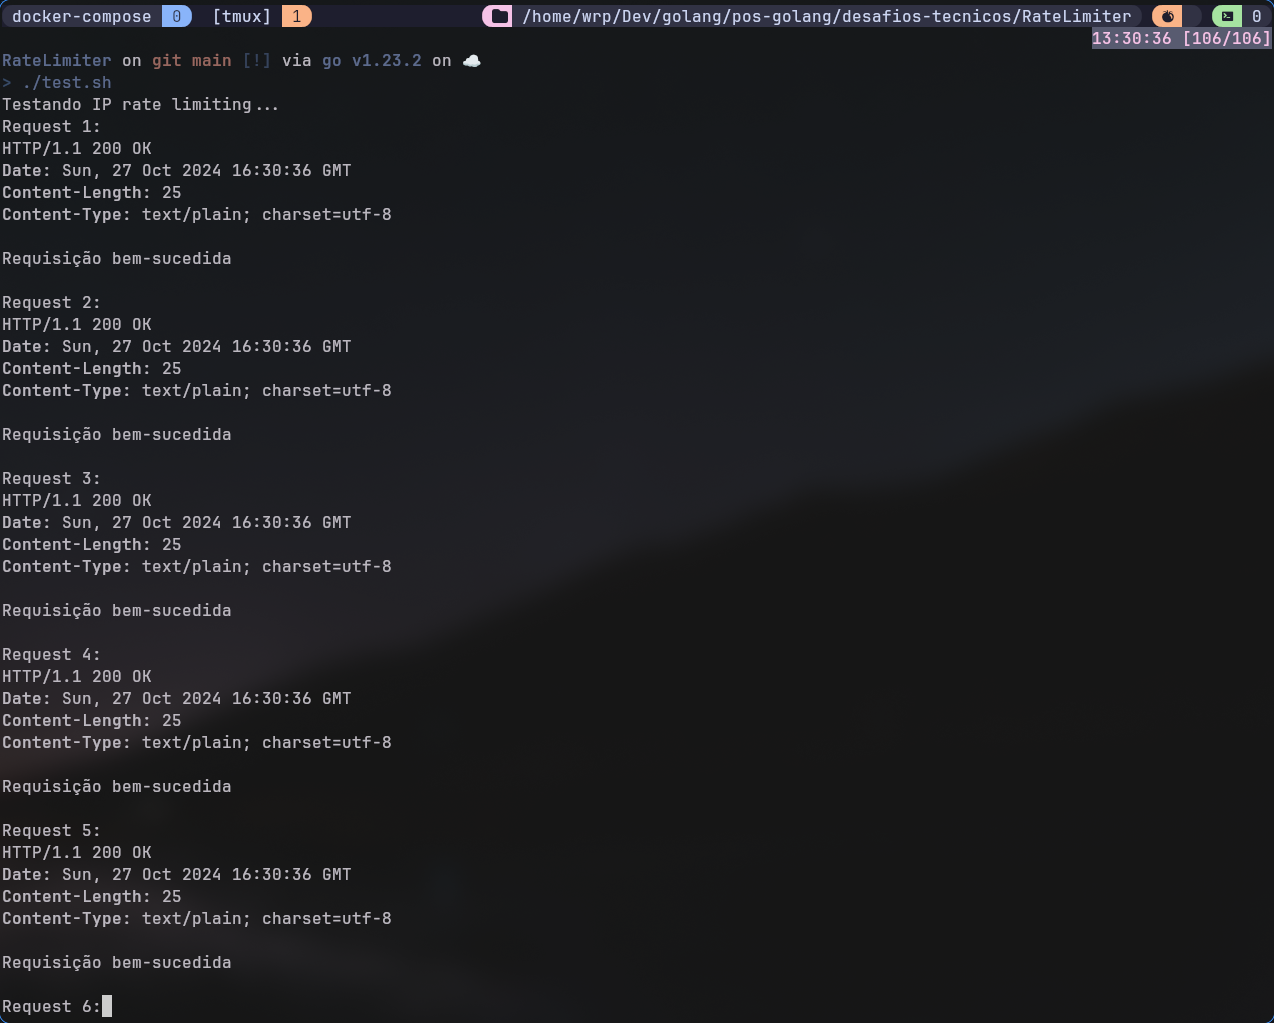 docker-compose 0 [tmux] 1 /home/wrp/Dev/golang/pos-golang/desafios-tecnicos/RateLimiter 0
13:30:36 [106/106]
RateLimiter on git main [!] via go v1.23.2 on
> ./test.sh
Testando IP rate limiting...
Request 1:
HTTP/1.1 200 OK
Date: Sun, 27 Oct 2024 16:30:36 GMT
Content-Length: 25
Content-Type: text/plain; charset=utf-8
Requisição bem-sucedida
Request 2:
HTTP/1.1 200 OK
Date: Sun, 27 Oct 2024 16:30:36 GMT
Content-Length: 25
Content-Type: text/plain; charset=utf-8
Requisição bem-sucedida
Request 3:
HTTP/1.1 200 OK
Date: Sun, 27 Oct 2024 16:30:36 GMT
Content-Length: 25
Content-Type: text/plain; charset=utf-8
Requisição bem-sucedida
Request 4:
HTTP/1.1 200 OK
Date: Sun, 27 Oct 2024 16:30:36 GMT
Content-Length: 25
Content-Type: text/plain; charset=utf-8
Requisição bem-sucedida
Request 5:
HTTP/1.1 200 OK
Date: Sun, 27 Oct 2024 16:30:36 GMT
Content-Length: 25
Content-Type: text/plain; charset=utf-8
Requisição bem-sucedida
Request 6: